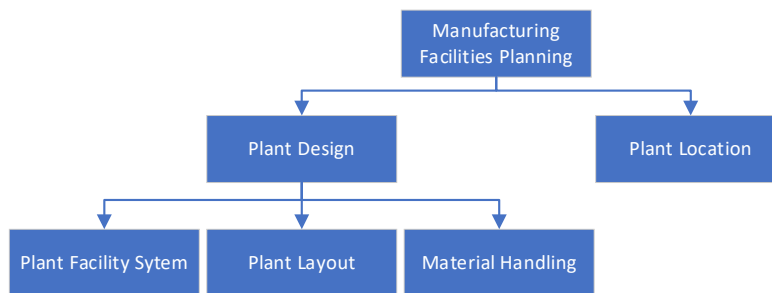 Manufacturing
Facilities Planning
Plant Design
Plant Location
Plant Facility Sytem
Plant Layout
Material Handling